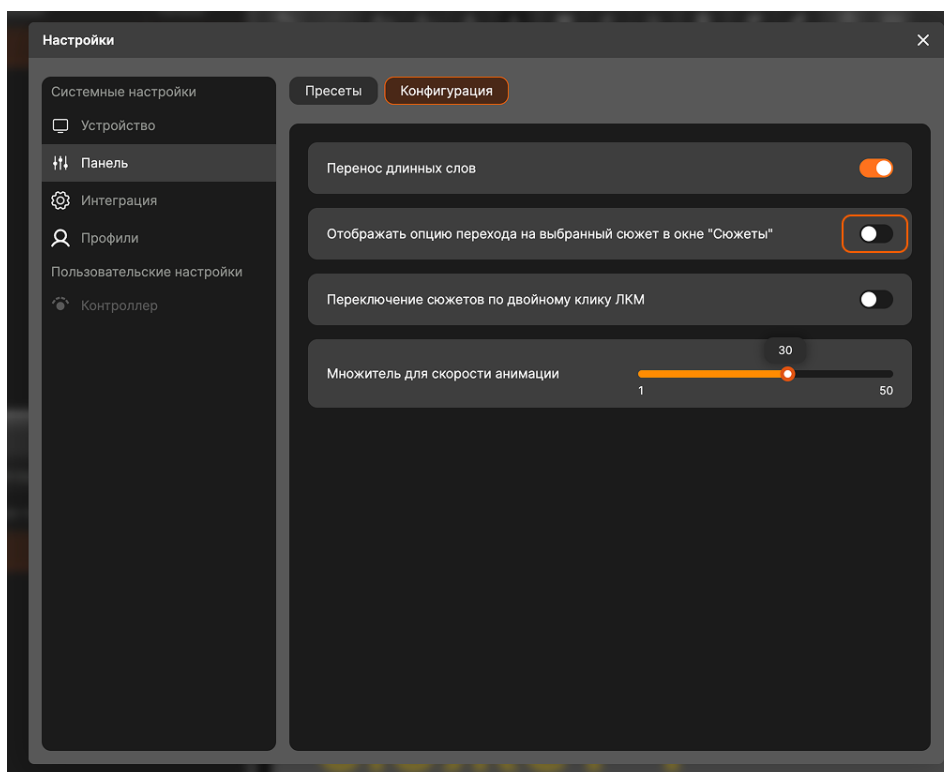 Настройки
Системные настройки
Устройство
Панель
Интеграция
Профили
Пользовательские настройки
Контроллер
Пресеты
Конфигурация
Перенос длинных слов
Отображать опцию перехода на выбранный сюжет в окне "Сюжеты"
Переключение сюжетов по двойному клику ЛКМ
Множитель для скорости анимации
30
1
50